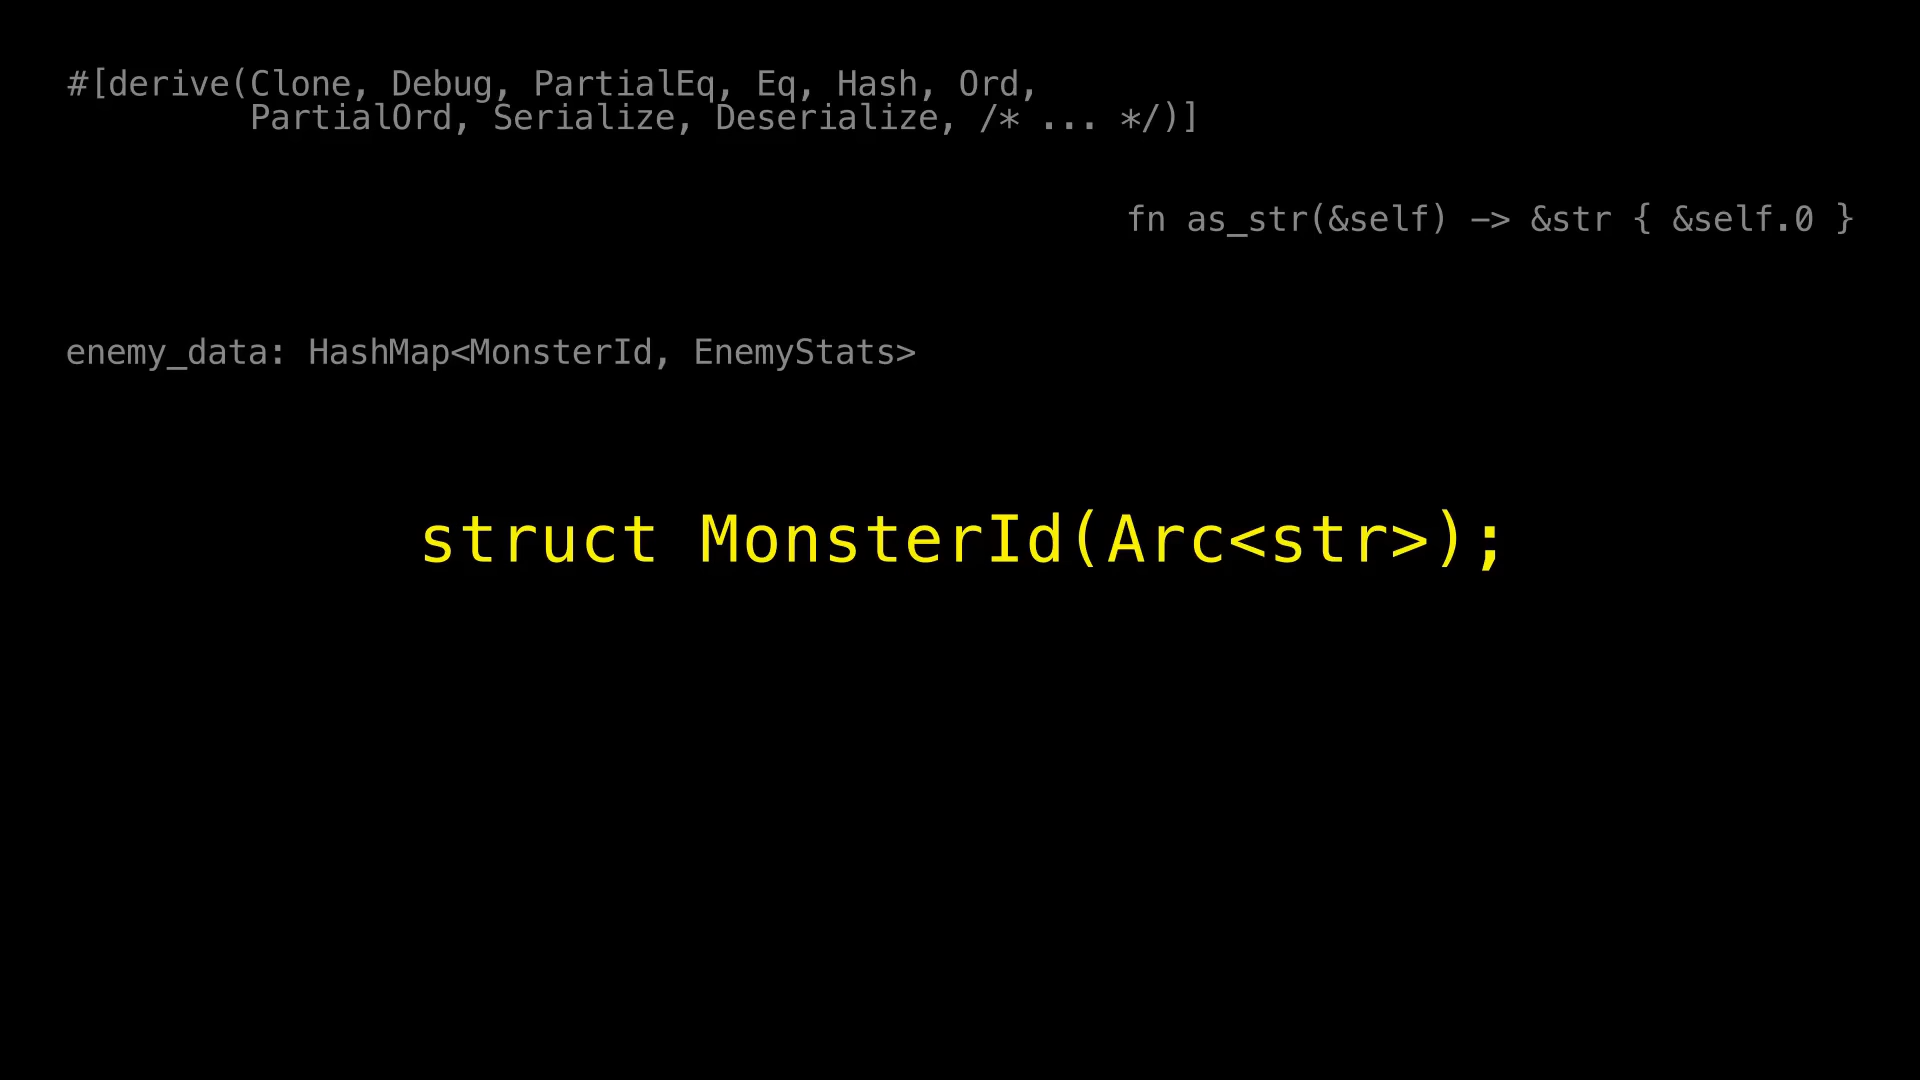 #[derive(Clone, Debug, PartialEq, Eq, Hash, Ord,
PartialOrd, Serialize, Deserialize, /* ... */)]
fn as_str(&self) -> &str { &self.0 }
enemy_data: HashMap<MonsterId, EnemyStats>
struct MonsterId(Arc<str>);